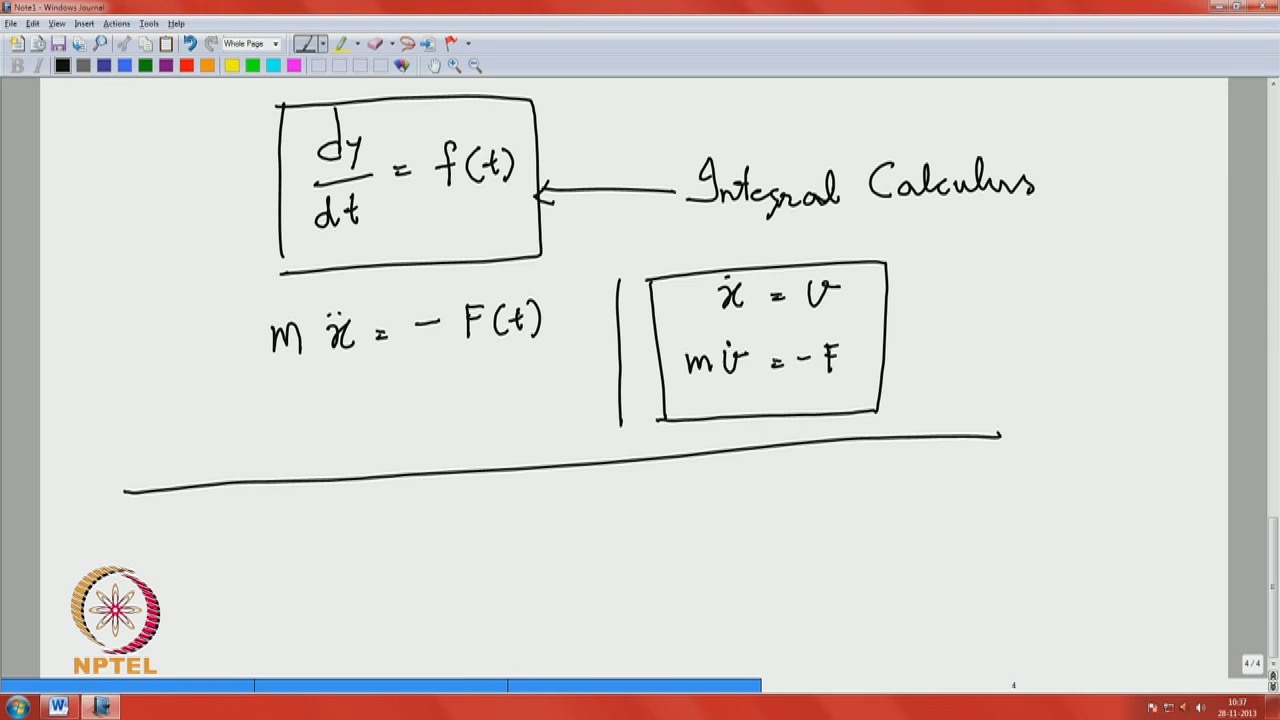 Note1 - Windows Journal
File Edit View Insert Actions Tools Help
Whole Page
B I
dy/dt = f(t) ← Integral Calculus
m ẍ = - F(t)
ẋ = v
m v̇ = - F
NPTEL
4 / 4
4
10:37
28-11-2013